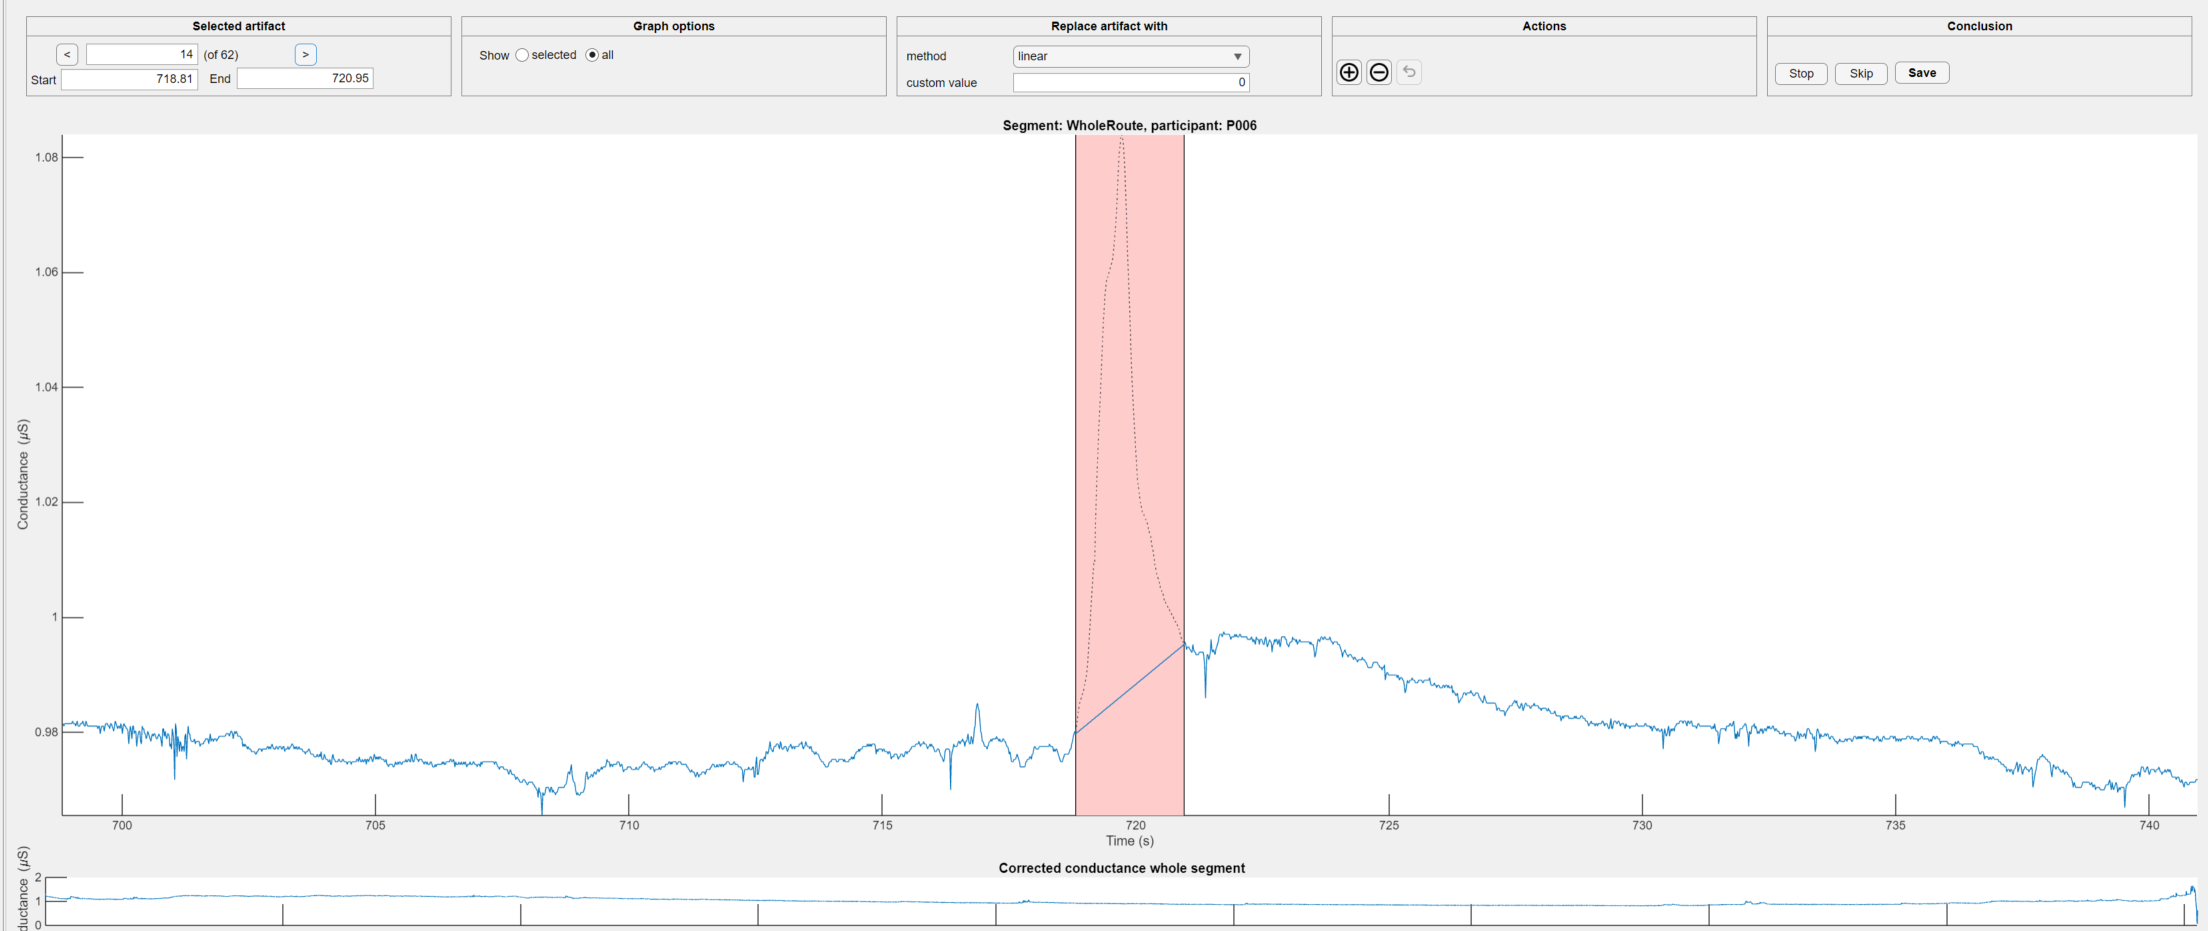 Selected artifact
Graph options
Replace artifact with
Actions
Conclusion
< 14 (of 62) >
Start 718.81 End 720.95
Show selected all
method linear
custom value 0
Stop Skip Save
Segment: WholeRoute, participant: P006
1.08
1.06
1.04
1.02
1
0.98
Conductance (µS)
700 705 710 715 720 725 730 735 740
Time (s)
Corrected conductance whole segment
2
1
0
ductance (µS)